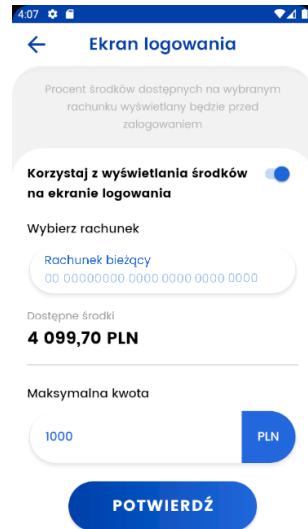 4:07
Ekran logowania
Procent środków dostępnych na wybranym
rachunku wyświetlany będzie przed
zalogowaniem
Korzystaj z wyświetlania środków
na ekranie logowania
Wybierz rachunek
Rachunek bieżący
00 00000000 0000 0000 0000 0000
Dostępne środki
4 099,70 PLN
Maksymalna kwota
1000
PLN
POTWIERDŹ